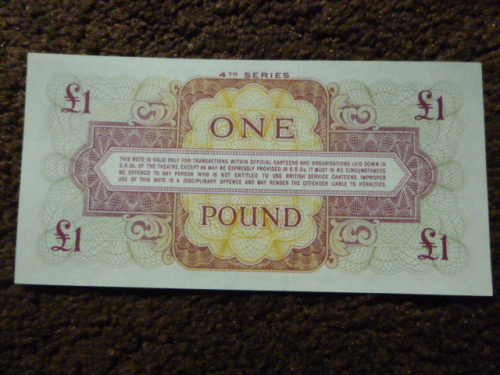 4TH SERIES
£1 £1
ONE
THIS NOTE IS VALID ONLY FOR TRANSACTIONS WITHIN OFFICIAL CANTEENS AND ORGANISATIONS LAID DOWN IN
G.R.Os. OF THE THEATRE EXCEPT AS MAY BE EXPRESSLY PROVIDED IN G.R.Os. IT MUST IN NO CIRCUMSTANCES
BE OFFERED TO ANY PERSON WHO IS NOT ENTITLED TO USE BRITISH SERVICE CANTEENS. IMPROPER
USE OF THIS NOTE IS A DISCIPLINARY OFFENCE AND MAY RENDER THE OFFENDER LIABLE TO PENALTIES
POUND
£1 £1